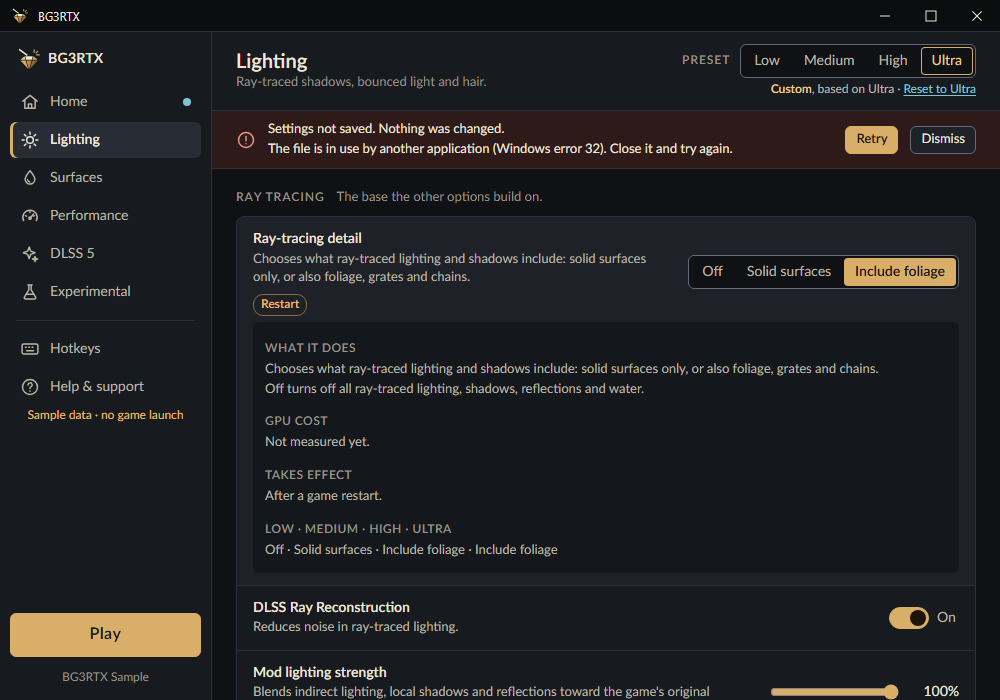 BG3RTX
BG3RTX
Home
Lighting
Surfaces
Performance
DLSS 5
Experimental
Hotkeys
Help & support
Sample data · no game launch
Play
BG3RTX Sample
Lighting
Ray-traced shadows, bounced light and hair.
PRESET Low Medium High Ultra
Custom, based on Ultra · Reset to Ultra
Settings not saved. Nothing was changed.
The file is in use by another application (Windows error 32). Close it and try again.
Retry Dismiss
RAY TRACING The base the other options build on.
Ray-tracing detail
Chooses what ray-traced lighting and shadows include: solid surfaces
only, or also foliage, grates and chains.
Restart
Off Solid surfaces Include foliage
WHAT IT DOES
Chooses what ray-traced lighting and shadows include: solid surfaces only, or also foliage, grates and chains.
Off turns off all ray-traced lighting, shadows, reflections and water.
GPU COST
Not measured yet.
TAKES EFFECT
After a game restart.
LOW · MEDIUM · HIGH · ULTRA
Off · Solid surfaces · Include foliage · Include foliage
DLSS Ray Reconstruction
Reduces noise in ray-traced lighting.
On
Mod lighting strength
Blends indirect lighting, local shadows and reflections toward the game's original
100%